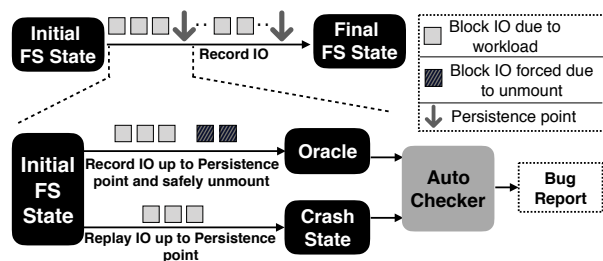 Initial
FS State
Record IO
Final
FS State
Block IO due to
workload
Block IO forced due
to unmount
Persistence point
Initial
FS
State
Record IO up to Persistence
point and safely unmount
Oracle
Replay IO up to Persistence
point
Crash
State
Auto
Checker
Bug
Report